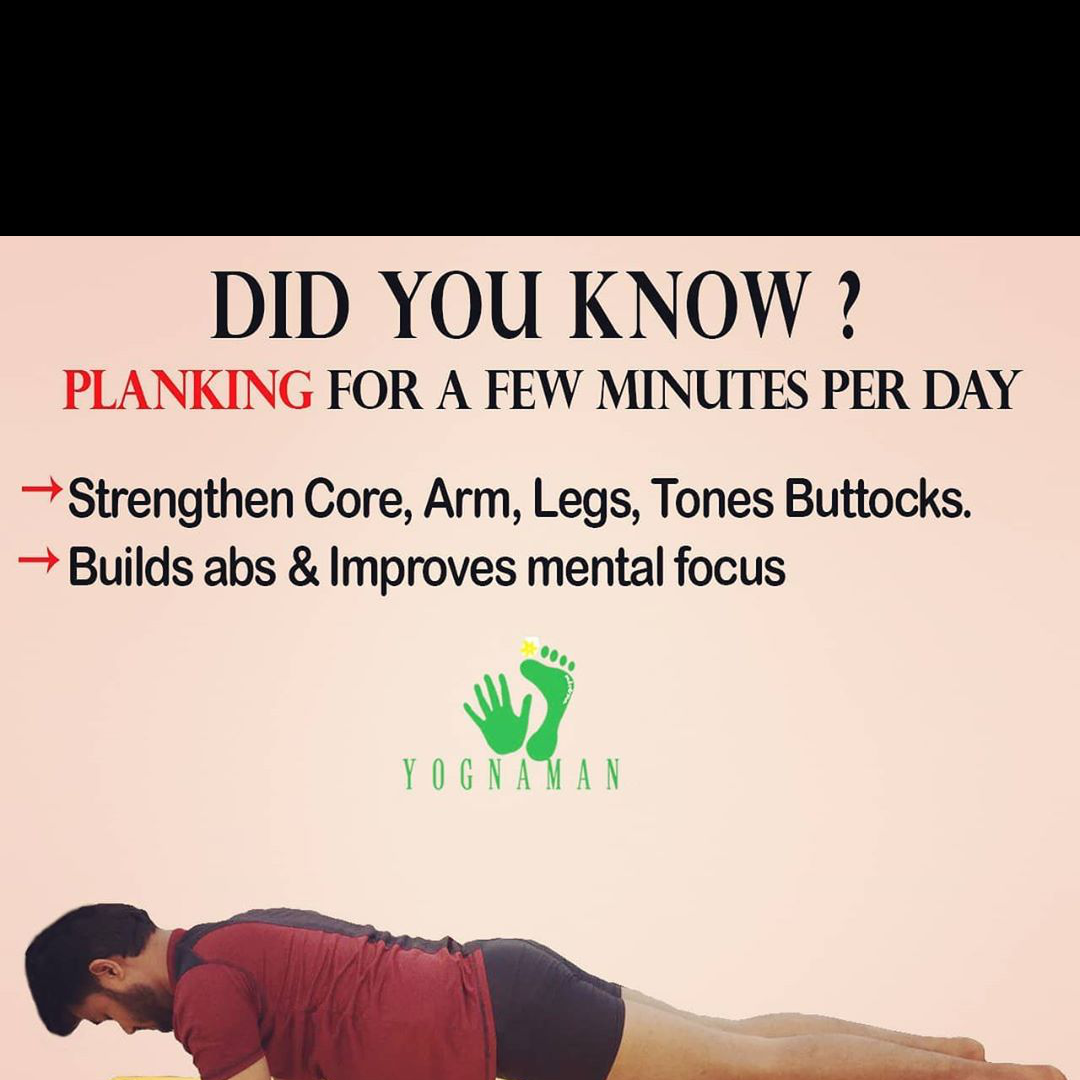 DID YOU KNOW ?
PLANKING FOR A FEW MINUTES PER DAY
→Strengthen Core, Arm, Legs, Tones Buttocks.
→Builds abs & Improves mental focus
YOGNAMAN